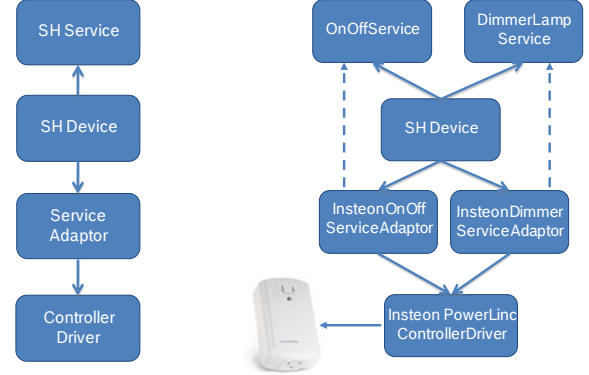 SH Service
SH Device
Service
Adaptor
Controller
Driver
OnOffService
DimmerLamp
Service
SH Device
InsteonOnOff
ServiceAdaptor
InsteonDimmer
ServiceAdaptor
Insteon PowerLinc
ControllerDriver